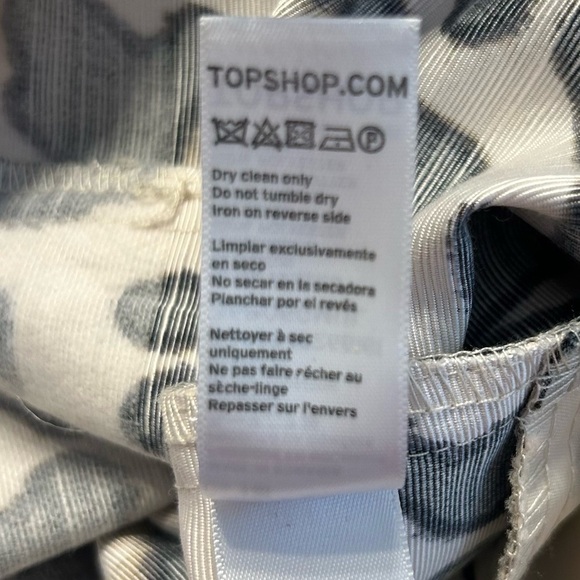 TOPSHOP.COM
P
Dry clean only
Do not tumble dry
Iron on reverse side
Limpiar exclusivamente
en seco
No secar en la secadora
Planchar por el revés
Nettoyer à sec
uniquement
Ne pas faire récher au
sèche-linge
Repasser sur l'envers